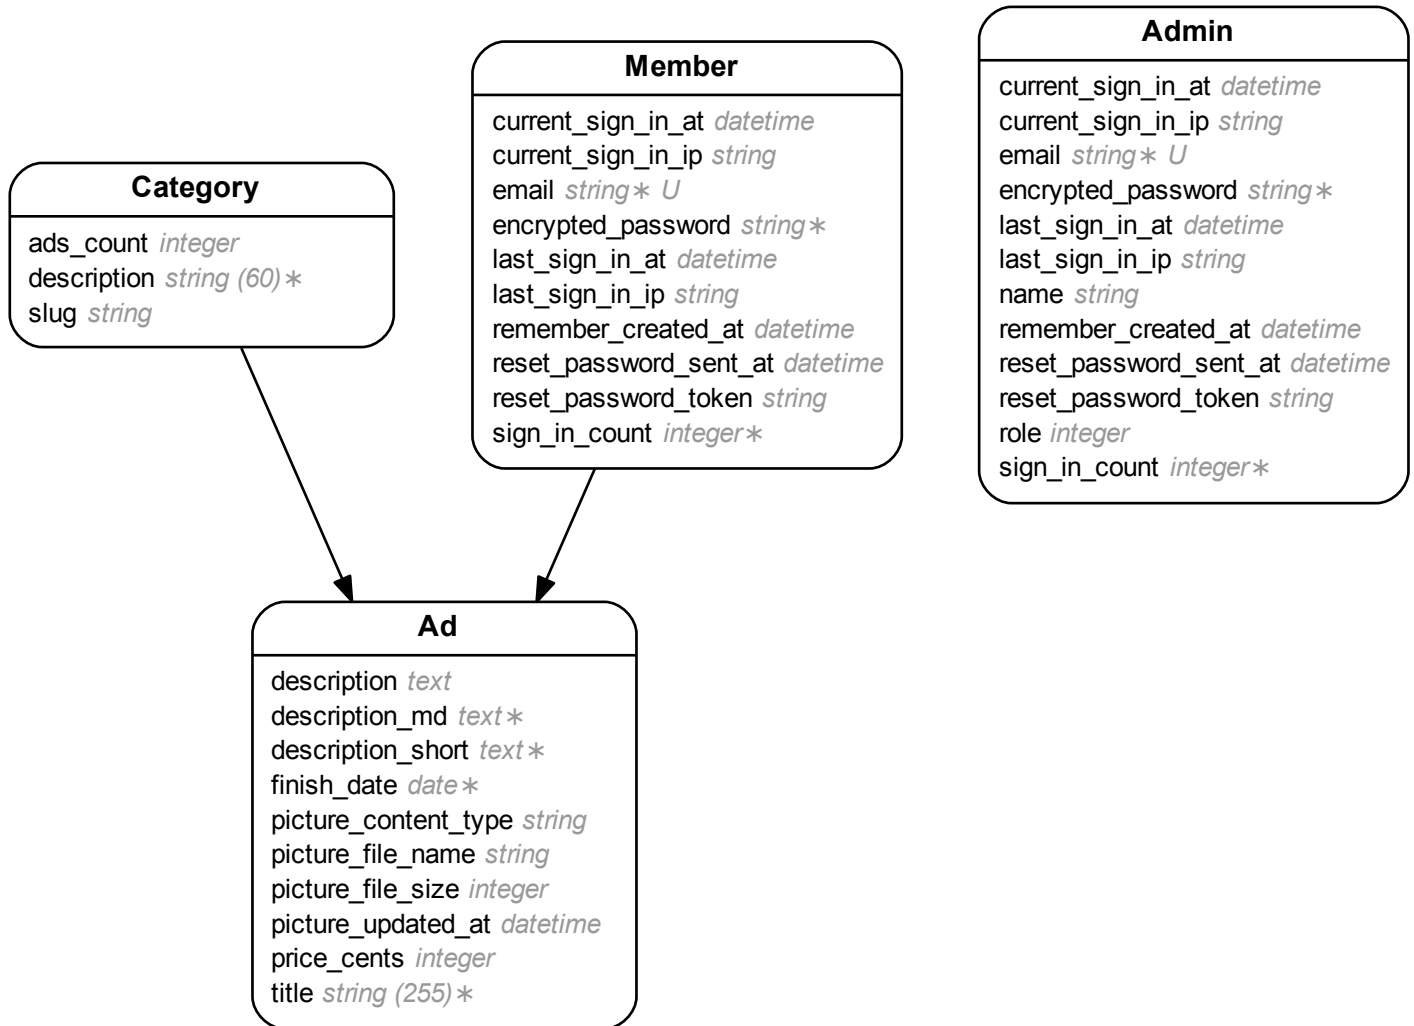 Category
ads_count integer
description string (60)∗
slug string
Member
current_sign_in_at datetime
current_sign_in_ip string
email string∗ U
encrypted_password string∗
last_sign_in_at datetime
last_sign_in_ip string
remember_created_at datetime
reset_password_sent_at datetime
reset_password_token string
sign_in_count integer∗
Admin
current_sign_in_at datetime
current_sign_in_ip string
email string∗ U
encrypted_password string∗
last_sign_in_at datetime
last_sign_in_ip string
name string
remember_created_at datetime
reset_password_sent_at datetime
reset_password_token string
role integer
sign_in_count integer∗
Ad
description text
description_md text∗
description_short text∗
finish_date date∗
picture_content_type string
picture_file_name string
picture_file_size integer
picture_updated_at datetime
price_cents integer
title string (255)∗